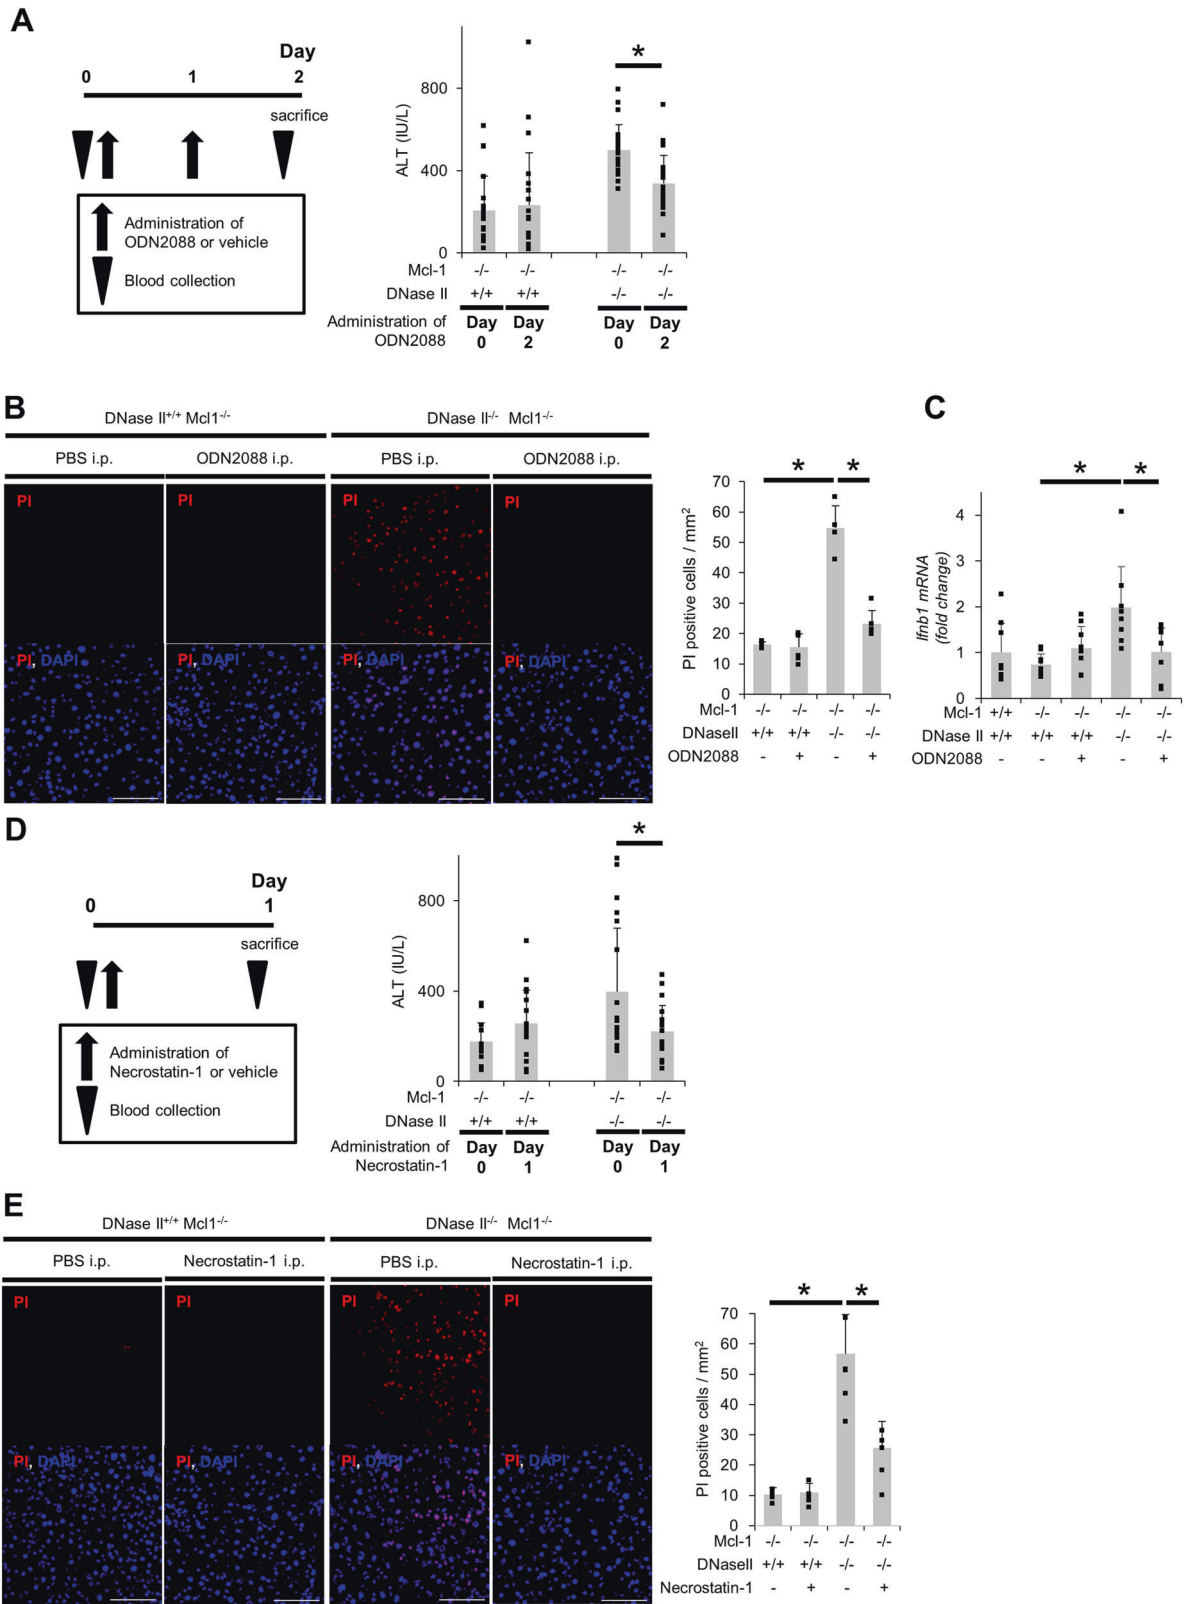 A
Day
0 1 2
sacrifice
Administration of
ODN2088 or vehicle
Blood collection
ALT (IU/L)
800
400
0
*
Mcl-1 -/- -/- -/- -/-
DNase II +/+ +/+ -/- -/-
Administration of Day Day Day Day
ODN2088 0 2 0 2
B
DNase II+/+ Mcl1-/- DNase II-/- Mcl1-/-
PBS i.p. ODN2088 i.p. PBS i.p. ODN2088 i.p.
PI PI PI PI
PI, DAPI PI, DAPI PI, DAPI PI, DAPI
PI positive cells / mm2
70
60
50
40
30
20
10
0
* *
Mcl-1 -/- -/- -/- -/-
DNaseII +/+ +/+ -/- -/-
ODN2088 - + - +
C
Ifnb1 mRNA
(fold change)
4
3
2
1
0
* *
Mcl-1 +/+ -/- -/- -/- -/-
DNase II +/+ +/+ +/+ -/- -/-
ODN2088 - - + - +
D
Day
0 1
sacrifice
Administration of
Necrostatin-1 or vehicle
Blood collection
ALT (IU/L)
800
400
0
*
Mcl-1 -/- -/- -/- -/-
DNase II +/+ +/+ -/- -/-
Administration of Day Day Day Day
Necrostatin-1 0 1 0 1
E
DNase II+/+ Mcl1-/- DNase II-/- Mcl1-/-
PBS i.p. Necrostatin-1 i.p. PBS i.p. Necrostatin-1 i.p.
PI PI PI PI
PI, DAPI PI, DAPI PI, DAPI PI, DAPI
PI positive cells / mm2
70
60
50
40
30
20
10
0
* *
Mcl-1 -/- -/- -/- -/-
DNaseII +/+ +/+ -/- -/-
Necrostatin-1 - + - +